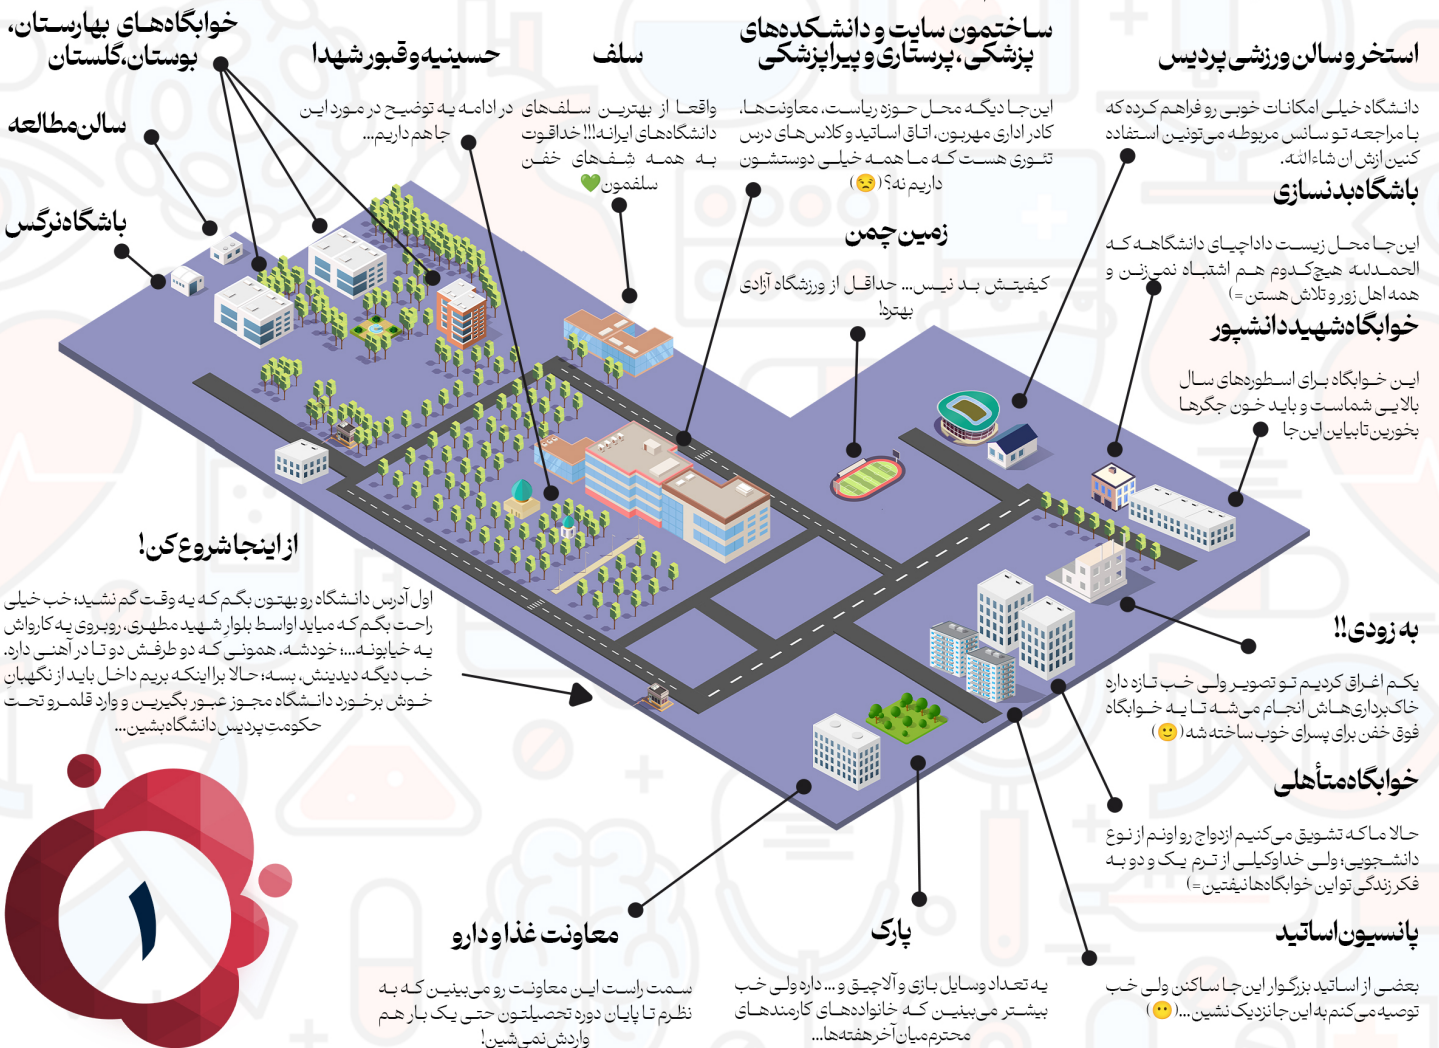 خوابگاه‌های بهارستان،
بوستان،گلستان
سالن مطالعه
باشگاه نرگس
حسینیه و قبور شهدا
در ادامه یه توضیح در مورد این
جا هم داریم...
سلف
واقعا از بهترین سلف‌های
دانشگاه‌های ایرانه!!! خدا قوت
به همه شِف‌های خفن
سلفمون💚
ساختمون سایت و دانشکده‌های
پزشکی، پرستاری و پیراپزشکی
این‌جا دیگه محل حوزه ریاست، معاونت‌ها،
کادر اداری مهربون، اتاق اساتید و کلاس‌های درس
تئوری هست که ما همه خیلی دوستشون
داریم نه؟(😒)
زمین چمن
کیفیتش بد نیس... حداقل از ورزشگاه آزادی
بهتره!
استخر و سالن ورزشی پردیس
دانشگاه خیلی امکانات خوبی رو فراهم کرده که
با مراجعه تو سانس مربوطه می‌تونین استفاده
کنین ازش ان شاءالله.
باشگاه بدنسازی
این‌جا محل زیست داداچیای دانشگاهه که
الحمدلله هیچ‌کدوم هم اشتباه نمی‌زنن و
همه اهل زور و تلاش هستن =)
خوابگاه شهید دانشپور
این خوابگاه برای اسطوره‌های سال
بالایی شماست و باید خون جگرها
بخورین تا بیاین این جا
به زودی!!
یکم اغراق کردیم تو تصویر ولی خب تازه داره
خاک‌برداری‌هاش انجام می‌شه تا یه خوابگاه
فوق خفن برای پسرای خوب ساخته شه(🙂)
خوابگاه متأهلی
حالا ما که تشویق می‌کنیم ازدواج رو اونم از نوع
دانشجویی؛ ولی خداوکیلی از ترم یک و دو به
فکر زندگی تو این خوابگاه‌ها نیفتین =)
پانسیون اساتید
بعضی از اساتید بزرگوار این جا ساکنن ولی خب
توصیه می‌کنم به این جا نزدیک نشین...(😶)
پارک
یه تعداد وسایل بازی و آلاچیق و... داره ولی خب
بیشتر می‌بینین که خانواده‌های کارمندهای
محترم میان آخر هفته‌ها...
معاونت غذا و دارو
سمت راست این معاونت رو می‌بینین که به
نظرم تا پایان دوره تحصیلتون حتی یک بار هم
واردش نمی‌شین!
از اینجا شروع کن!
اول آدرس دانشگاه رو بهتون بگم که یه وقت گم نشید؛ خب خیلی
راحت بگم که میاید اواسط بلوار شهید مطهری، روبروی یه کارواش
یه خیابونه...؛ خودشه، همونی که دو طرفش دو تا در آهنی داره.
خب دیگه دیدینش، بسه؛ حالا برا اینکه بریم داخل باید از نگهبانِ
خوش برخورد دانشگاه مجوز عبور بگیرین و وارد قلمرو تحت
حکومتِ پردیسِ دانشگاه بشین...
۱